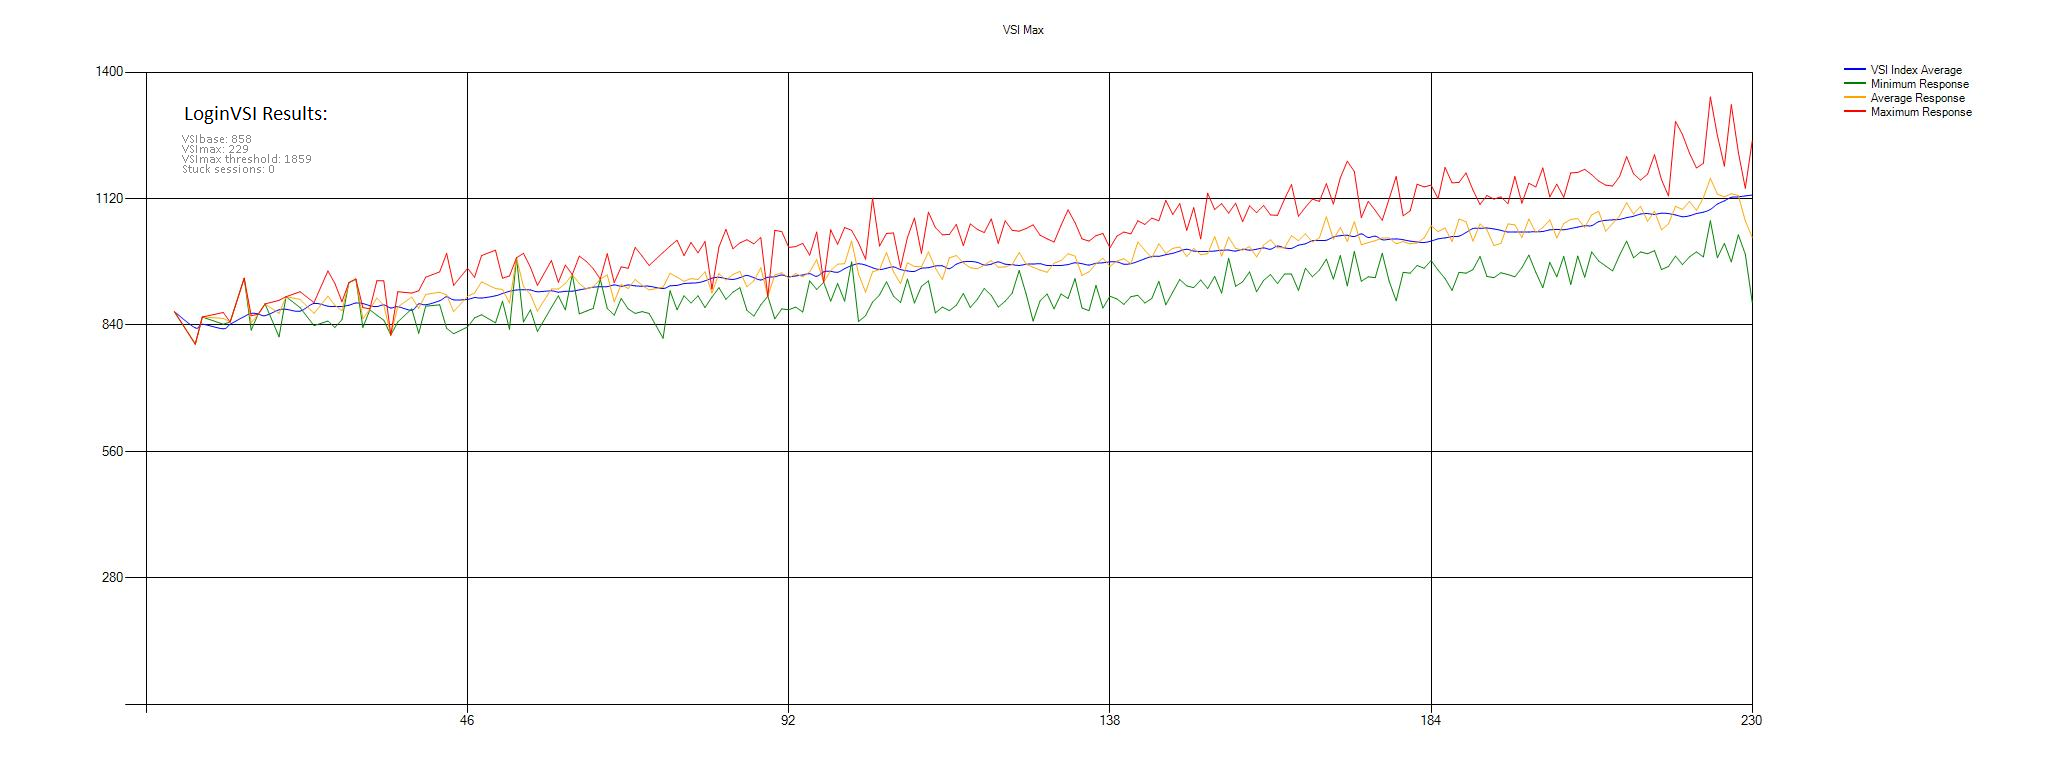 VSI Max
1400
1120
840
560
280
46
92
138
184
230
LoginVSI Results:
VSIbase: 858
VSImax: 229
VSImax threshold: 1859
Stuck sessions: 0
VSI Index Average
Minimum Response
Average Response
Maximum Response